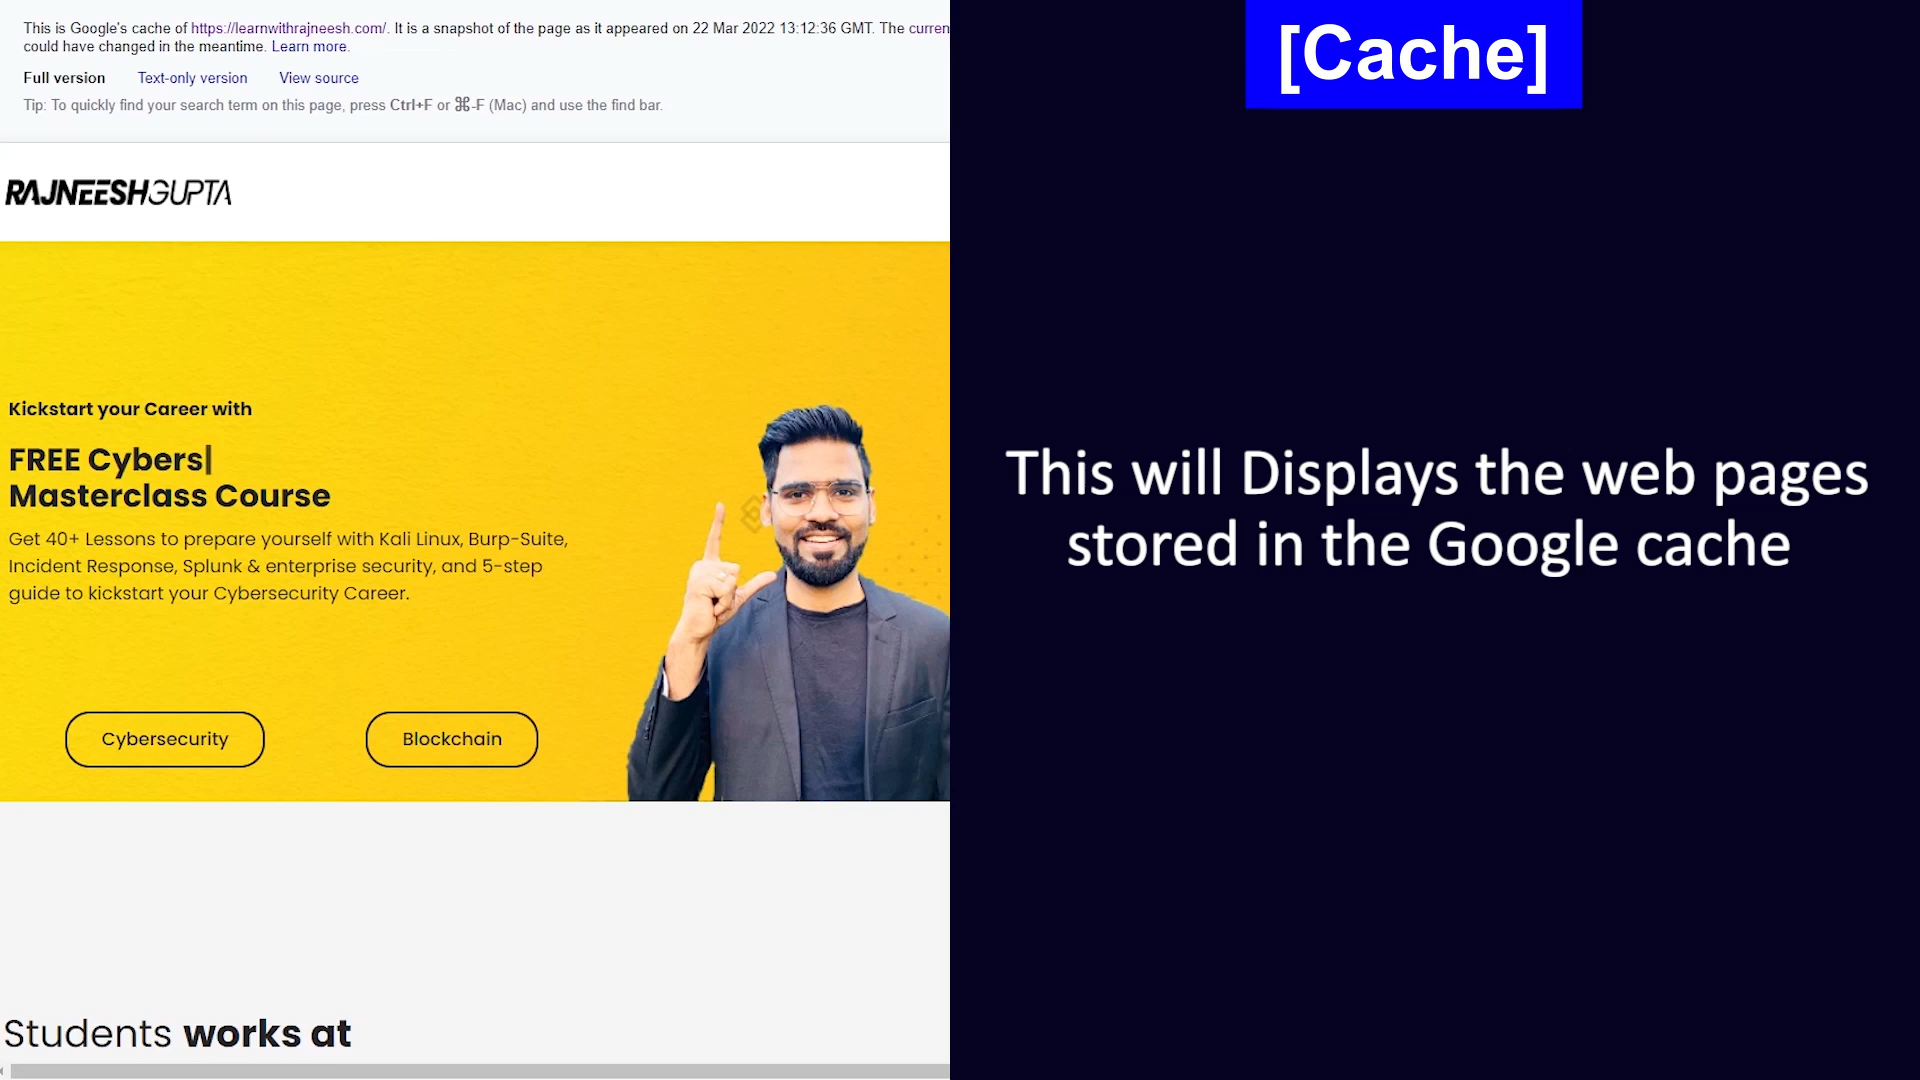 This is Google's cache of https://learnwithrajneesh.com/. It is a snapshot of the page as it appeared on 22 Mar 2022 13:12:36 GMT. The curren
could have changed in the meantime. Learn more.
Full version Text-only version View source
Tip: To quickly find your search term on this page, press Ctrl+F or ⌘-F (Mac) and use the find bar.
RAJNEESHGUPTA
Kickstart your Career with
FREE Cybers|
Masterclass Course
Get 40+ Lessons to prepare yourself with Kali Linux, Burp-Suite,
Incident Response, Splunk & enterprise security, and 5-step
guide to kickstart your Cybersecurity Career.
Cybersecurity Blockchain
Students works at
[Cache]
This will Displays the web pages
stored in the Google cache